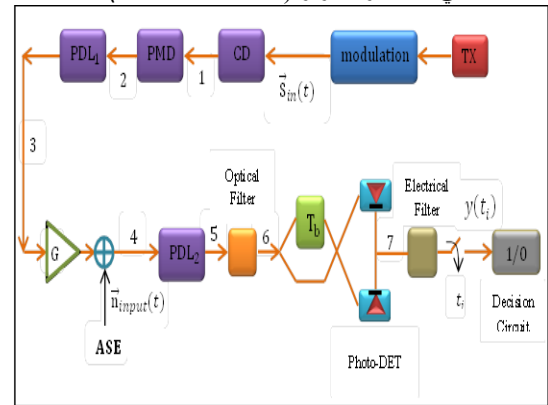 PDL₁
PMD
CD
modulation
TX
2
1
S⃗ᵢₙ(t)
3
Optical
Filter
Electrical
Filter
y(tᵢ)
G
4
PDL₂
5
6
T_b
7
1/0
n⃗ᵢₙₚᵤₜ(t)
tᵢ
Decision
Circuit
ASE
Photo-DET